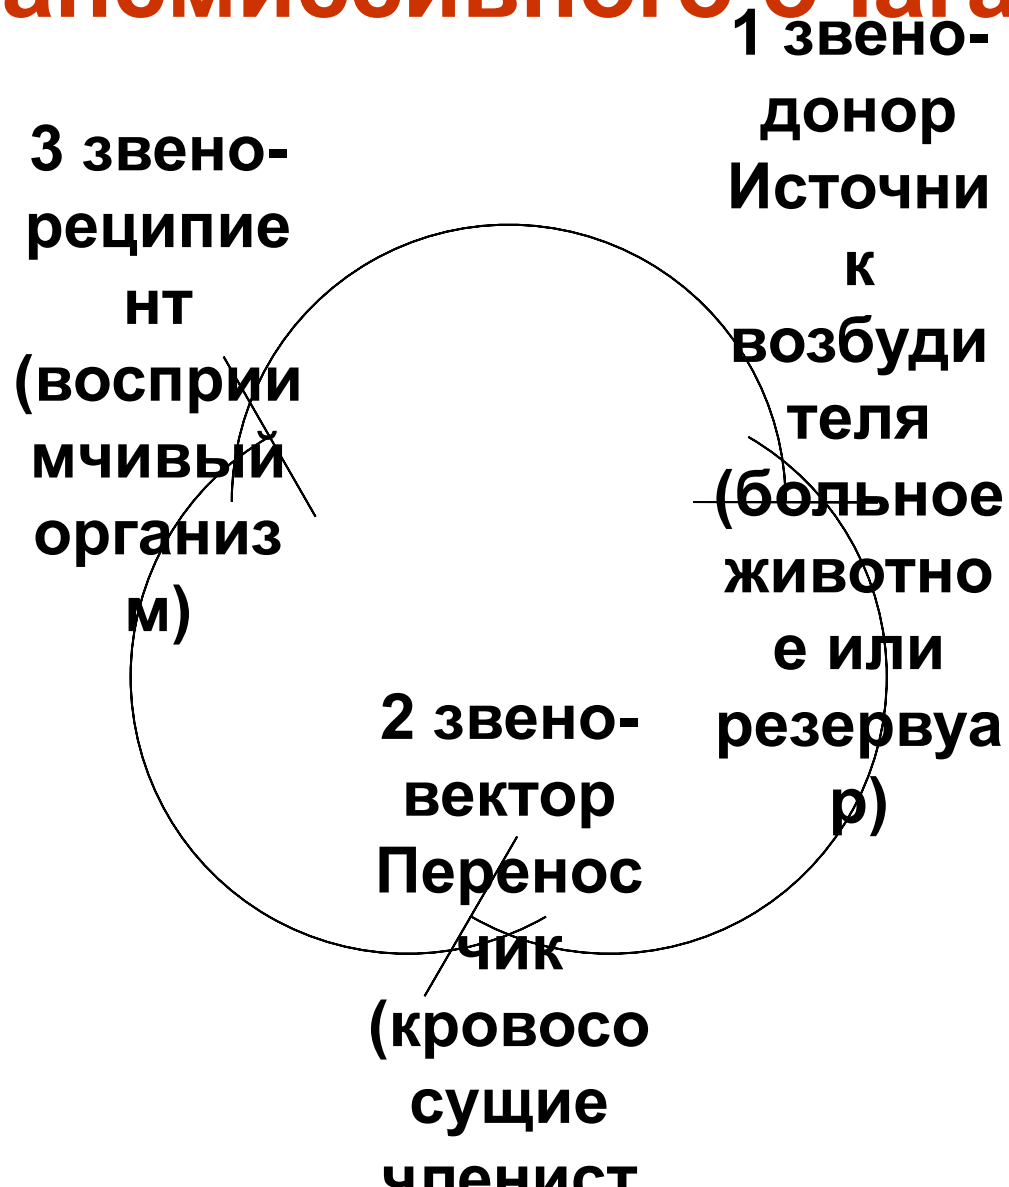 1 звено-
донор
Источни
к
возбуди
теля
(больное
животно
е или
резервуа
р)
2 звено-
вектор
Перенос
чик
(кровосо
сущие
членист
3 звено-
реципие
нт
(восприи
мчивый
организ
м)